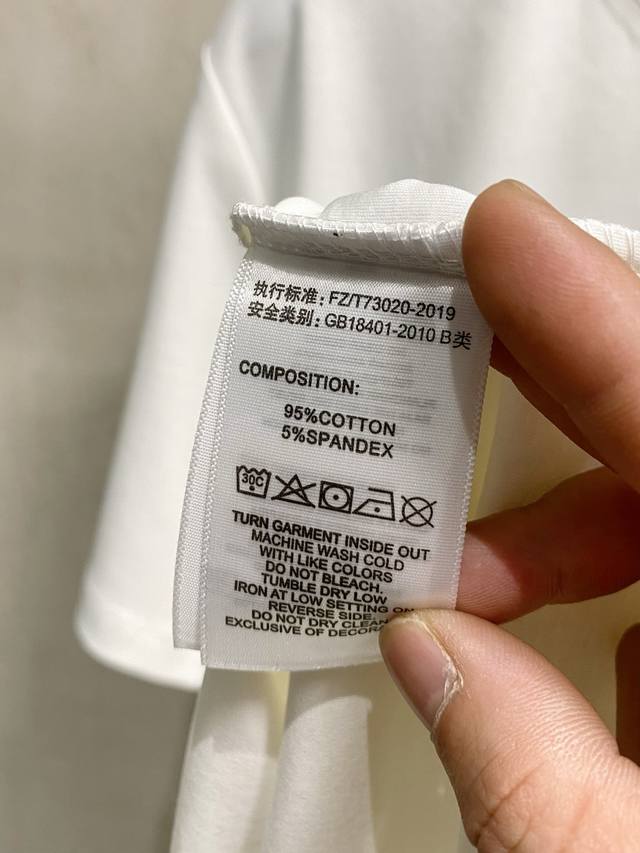 执行标准: FZ/T73020-2019
安全类别: GB18401-2010 B类
COMPOSITION:
95%COTTON
5%SPANDEX
30C
TURN GARMENT INSIDE OUT
MACHINE WASH COLD
WITH LIKE COLORS
DO NOT BLEACH.
TUMBLE DRY LOW
IRON AT LOW SETTING ON
REVERSE SIDE.
DO NOT DRY CLEAN
EXCLUSIVE OF